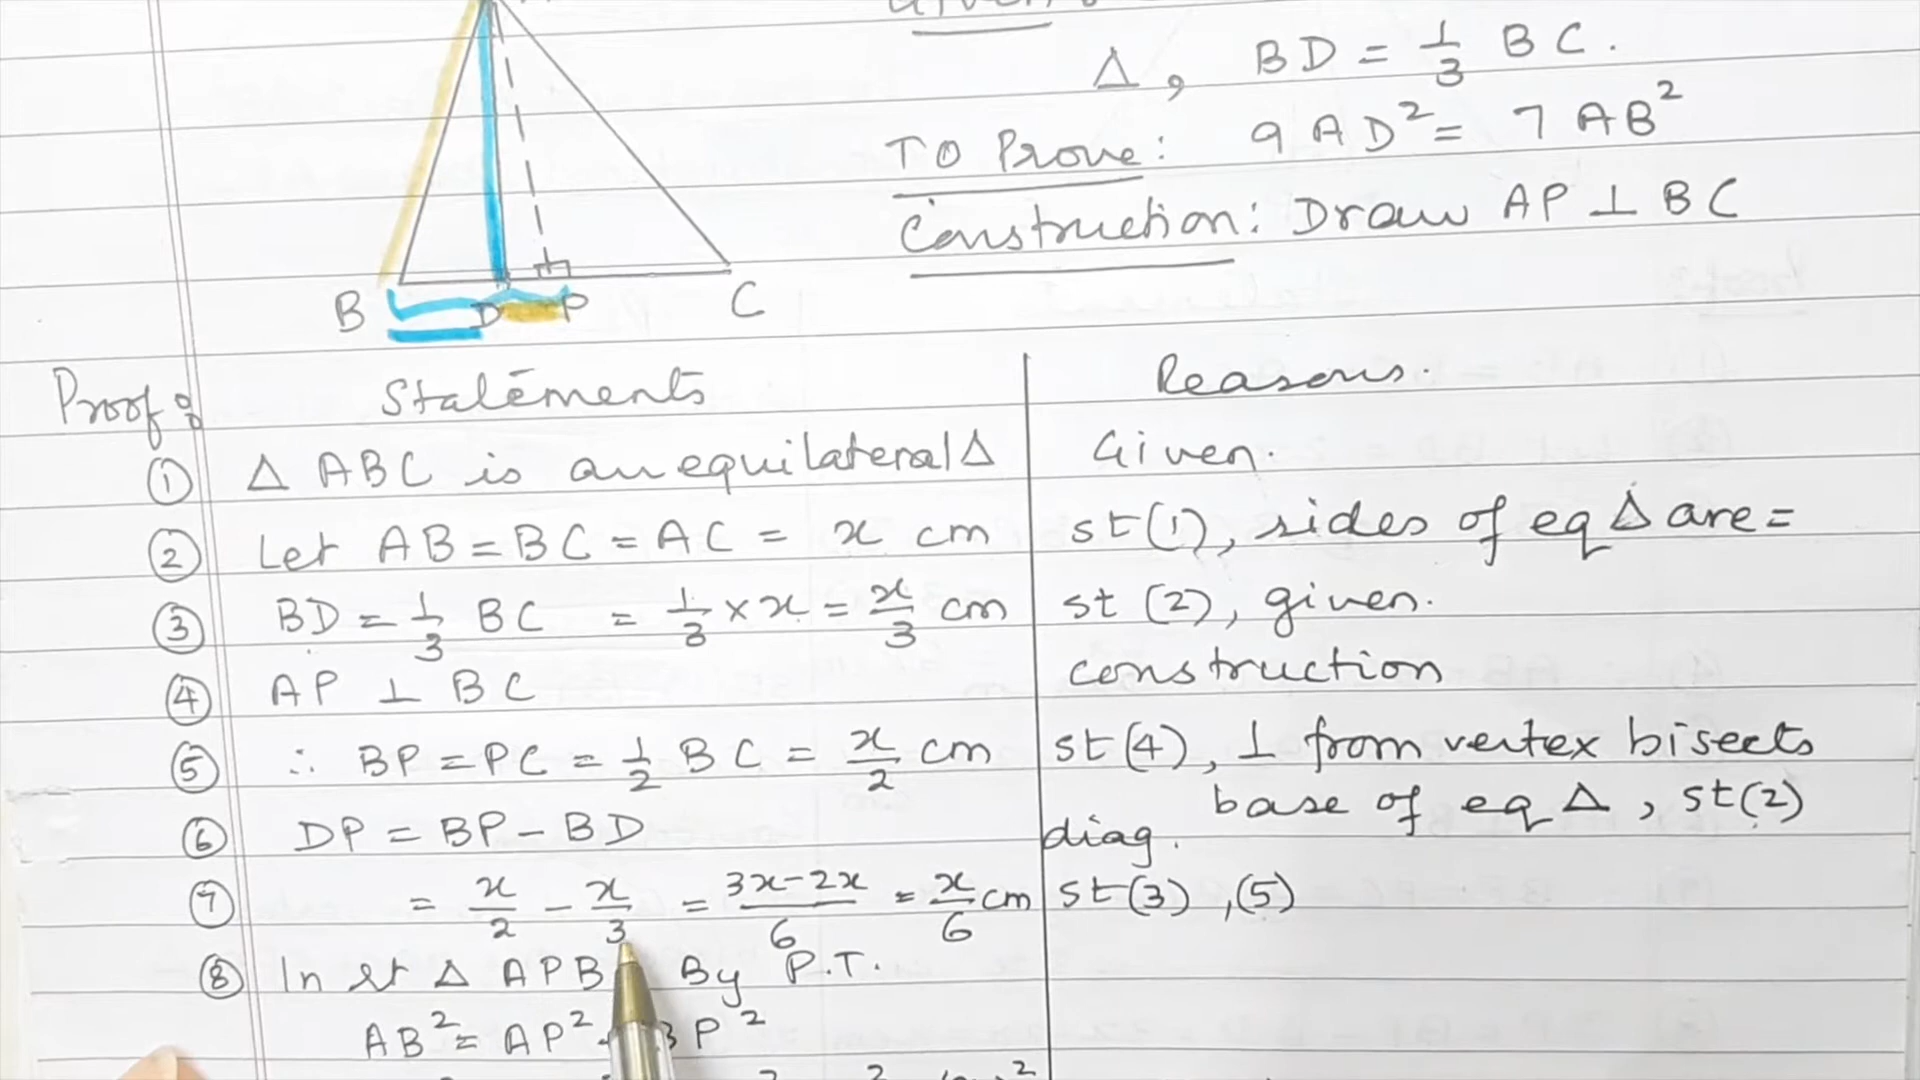 Given:
Δ, BD = 1/3 BC.
TO Prove: 9 AD² = 7 AB²
Construction: Draw AP ⊥ BC
B D P C
Proof: Statements Reasons.
① Δ ABC is an equilateral Δ Given.
② Let AB = BC = AC = x cm st(1), sides of eq Δ are =
③ BD = 1/3 BC = 1/3 × x = x/3 cm st (2), given.
④ AP ⊥ BC construction
⑤ ∴ BP = PC = 1/2 BC = x/2 cm st(4), ⊥ from vertex bisects
base of eq Δ, st(2)
⑥ DP = BP - BD diag.
⑦ = x/2 - x/3 = 3x-2x/6 = x/6 cm st(3), (5)
⑧ In rt Δ APB By P.T.
AB² = AP² BP²